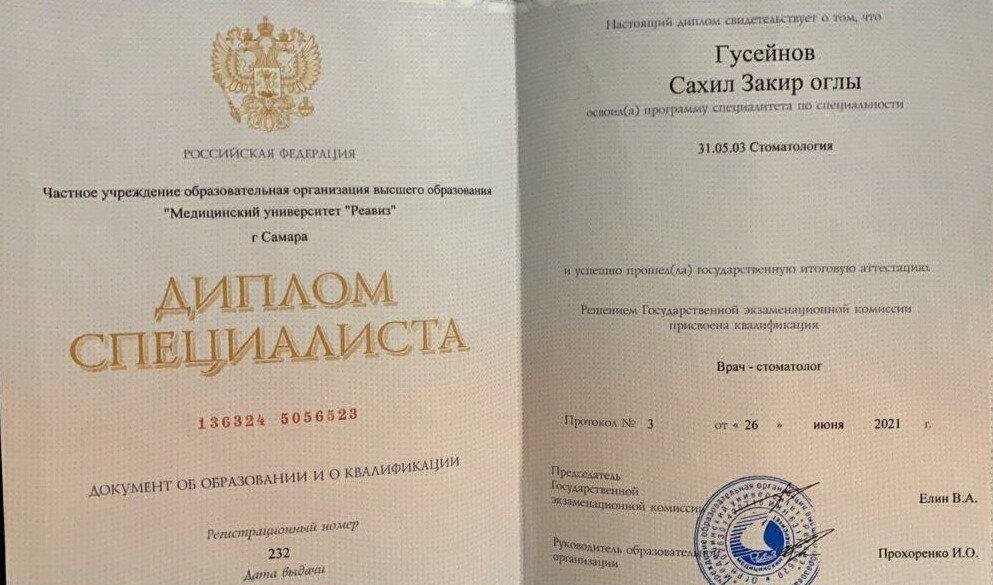 РОССИЙСКАЯ ФЕДЕРАЦИЯ
Частное учреждение образовательная организация высшего образования
"Медицинский университет "Реавиз"
г Самара
ДИПЛОМ
СПЕЦИАЛИСТА
136324 5056523
ДОКУМЕНТ ОБ ОБРАЗОВАНИИ И О КВАЛИФИКАЦИИ
Регистрационный номер
232
Дата выдачи
Настоящий диплом свидетельствует о том, что
Гусейнов
Сахил Закир оглы
освоил(а) программу специалитета по специальности
31.05.03 Стоматология
и успешно прошел(ла) государственную итоговую аттестацию.
Решением Государственной экзаменационной комиссии
присвоена квалификация
Врач - стоматолог
Протокол № 3 от « 26 » июня 2021 г.
Председатель
Государственной
экзаменационной комиссии
Елин В.А.
Руководитель
организации
Прохоренко И.О.